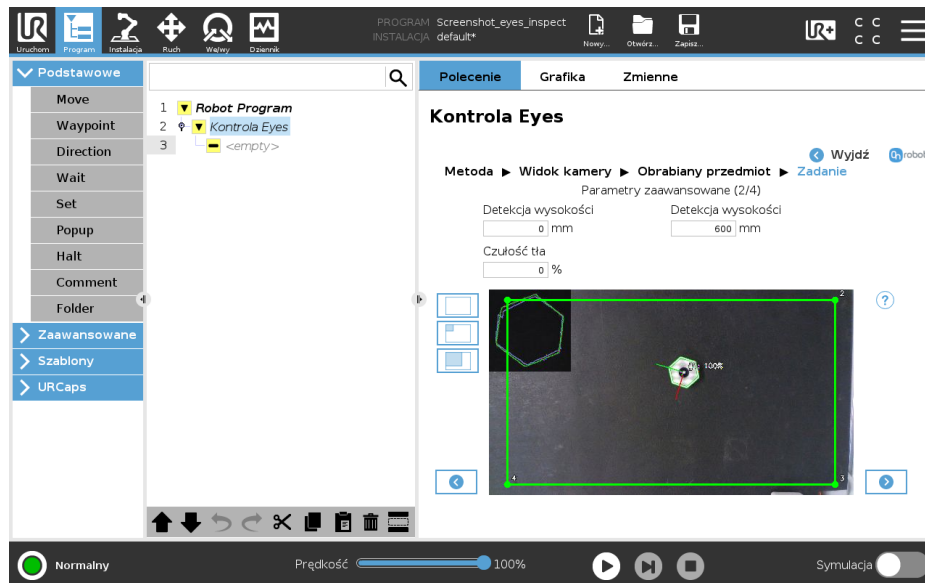 PROGRAM Screenshot_eyes_inspect
INSTALACJA default*
Uruchom Program Instalacja Ruch We/wy Dziennik Nowy... Otwórz... Zapisz...
UR+
C C
C C
Podstawowe
Move
Waypoint
Direction
Wait
Set
Popup
Halt
Comment
Folder
Zaawansowane
Szablony
URCaps
1 Robot Program
2 Kontrola Eyes
3 <empty>
Polecenie Grafika Zmienne
Kontrola Eyes
Wyjdź
robot
Metoda ▶ Widok kamery ▶ Obrabiany przedmiot ▶ Zadanie
Parametry zaawansowane (2/4)
Detekcja wysokości Detekcja wysokości
0 mm 600 mm
Czułość tła
0 %
2
100%
4 3
?
Normalny
Prędkość 100%
Symulacja